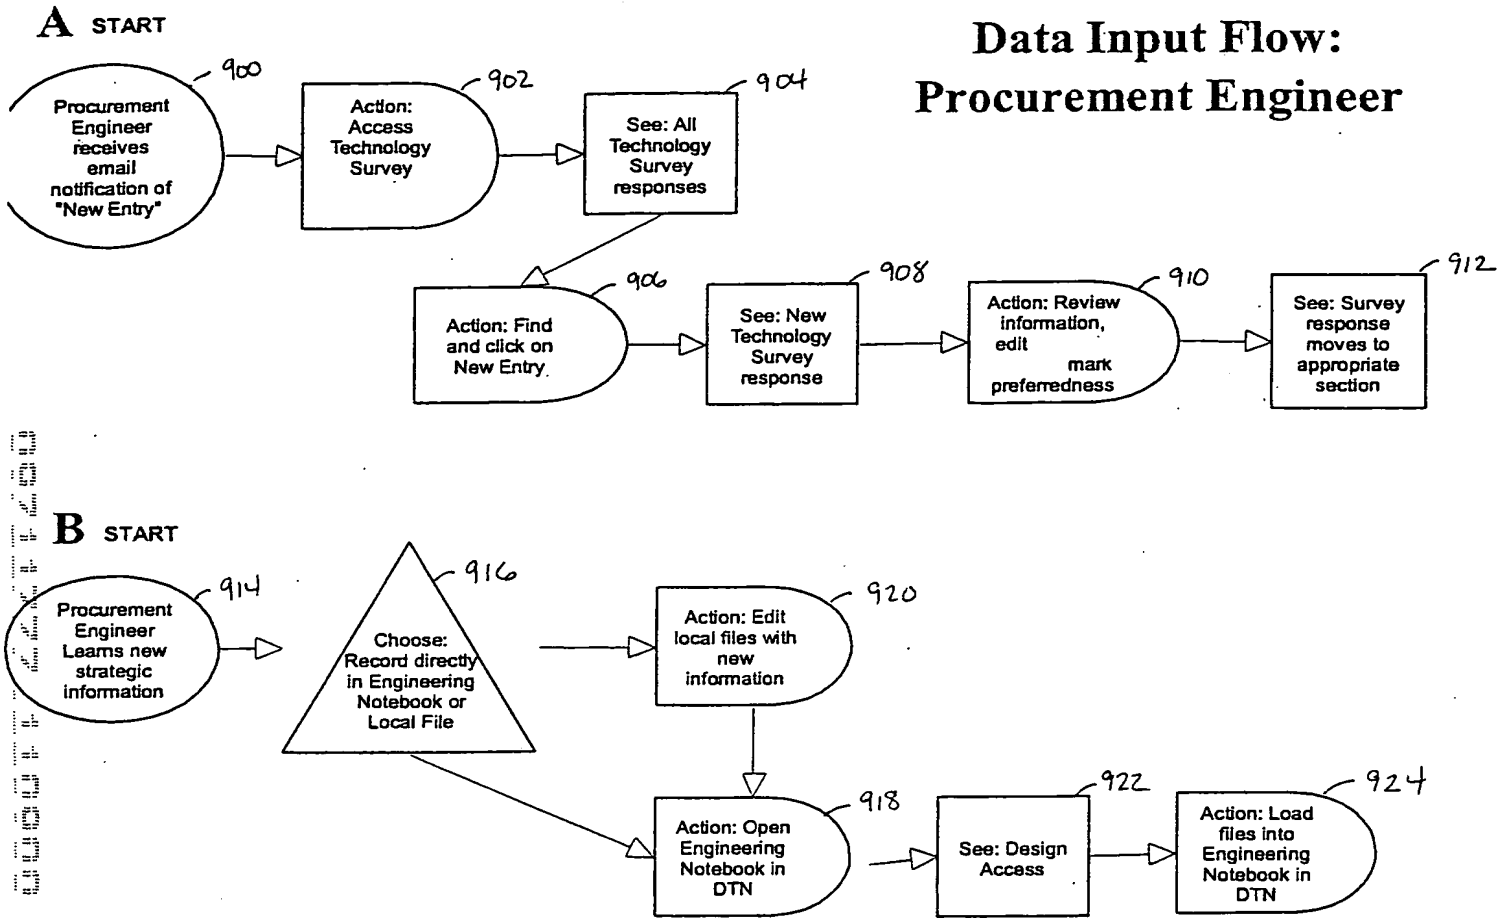 Data Input Flow:
Procurement Engineer
A START
900
Procurement
Engineer
receives
email
notification of
"New Entry"
902
Action:
Access
Technology
Survey
904
See: All
Technology
Survey
responses
906
Action: Find
and click on
New Entry
908
See: New
Technology
Survey
response
910
Action: Review
information,
edit
mark
preferredness
912
See: Survey
response
moves to
appropriate
section
B START
914
Procurement
Engineer
Learns new
strategic
information
916
Choose:
Record directly
in Engineering
Notebook or
Local File
920
Action: Edit
local files with
new
information
918
Action: Open
Engineering
Notebook in
DTN
922
See: Design
Access
924
Action: Load
files into
Engineering
Notebook in
DTN